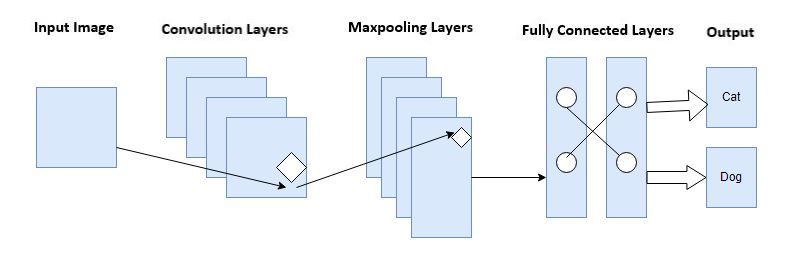 Input Image
Convolution Layers
Maxpooling Layers
Fully Connected Layers
Output
Cat
Dog